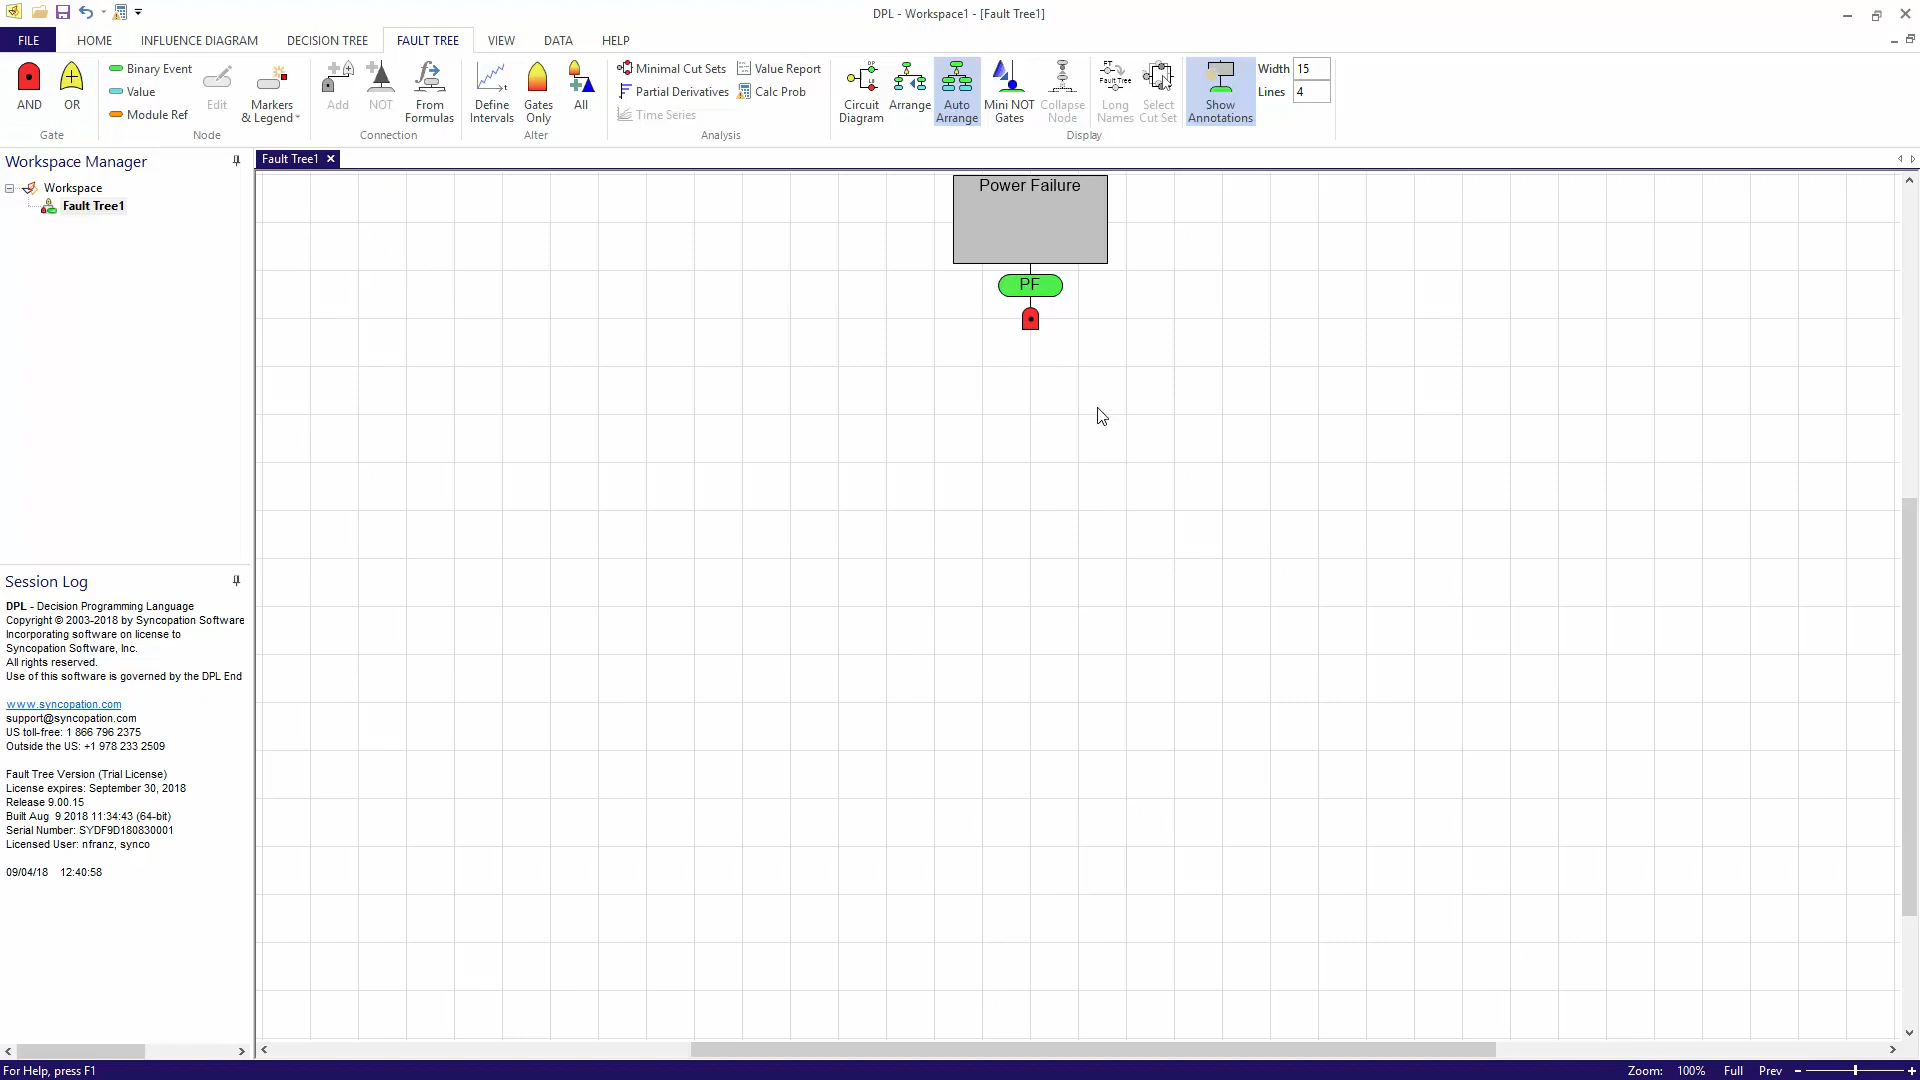 DPL - Workspace1 - [Fault Tree1]
FILE HOME INFLUENCE DIAGRAM DECISION TREE FAULT TREE VIEW DATA HELP
AND
OR
Gate
Binary Event
Value
Module Ref
Edit
Markers
& Legend
Node
Add
NOT
From
Formulas
Connection
Define
Intervals
Gates
Only
All
Alter
Minimal Cut Sets
Partial Derivatives
Time Series
Value Report
Calc Prob
Analysis
Circuit
Diagram
Arrange
Auto
Arrange
Mini NOT
Gates
Collapse
Node
Long
Names
Select
Cut Set
Show
Annotations
Width 15
Lines 4
Display
Workspace Manager
Workspace
Fault Tree1
Fault Tree1
Power Failure
PF
Session Log
DPL - Decision Programming Language
Copyright © 2003-2018 by Syncopation Software
Incorporating software on license to
Syncopation Software, Inc.
All rights reserved.
Use of this software is governed by the DPL End
www.syncopation.com
support@syncopation.com
US toll-free: 1 866 796 2375
Outside the US: +1 978 233 2509
Fault Tree Version (Trial License)
License expires: September 30, 2018
Release 9.00.15
Built Aug 9 2018 11:34:43 (64-bit)
Serial Number: SYDF9D180830001
Licensed User: nfranz, synco
09/04/18 12:40:58
For Help, press F1
Zoom: 100% Full Prev